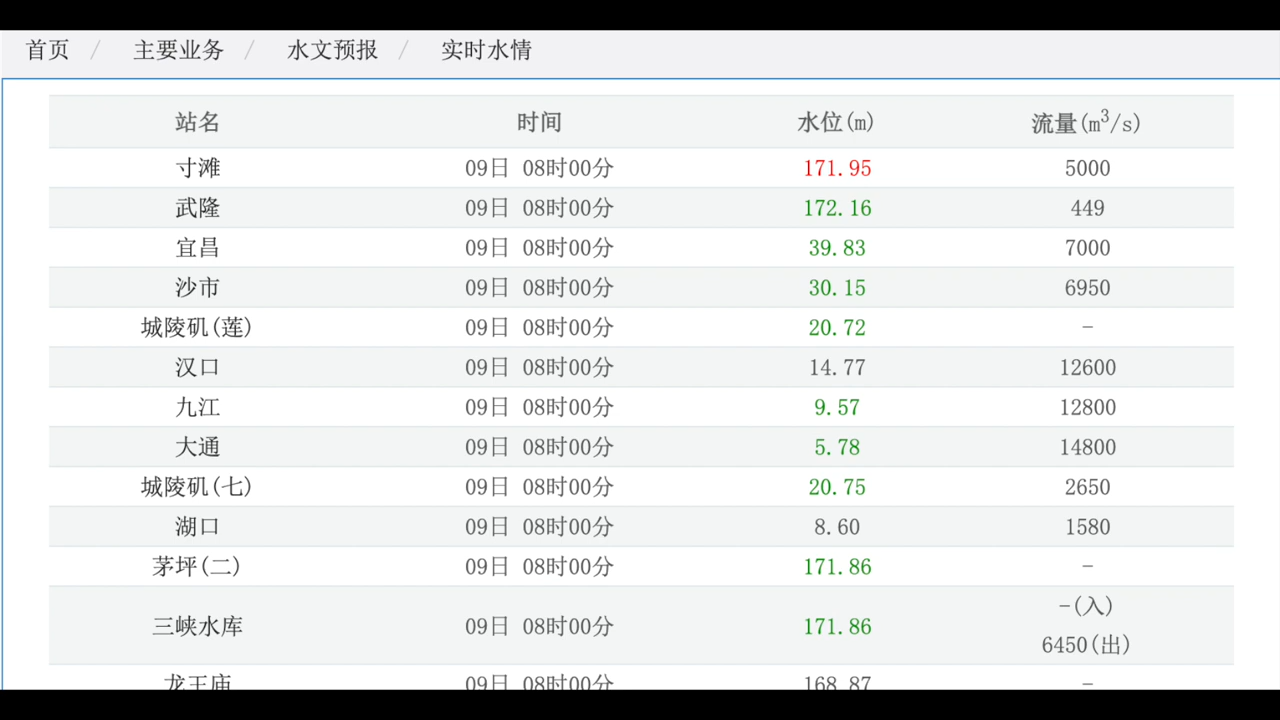 首页 / 主要业务 / 水文预报 / 实时水情
站名 时间 水位(m) 流量(m³/s)
寸滩 09日 08时00分 171.95 5000
武隆 09日 08时00分 172.16 449
宜昌 09日 08时00分 39.83 7000
沙市 09日 08时00分 30.15 6950
城陵矶(莲) 09日 08时00分 20.72 -
汉口 09日 08时00分 14.77 12600
九江 09日 08时00分 9.57 12800
大通 09日 08时00分 5.78 14800
城陵矶(七) 09日 08时00分 20.75 2650
湖口 09日 08时00分 8.60 1580
茅坪(二) 09日 08时00分 171.86 -
三峡水库 09日 08时00分 171.86 -(入)
6450(出)
龙王庙 09日 08时00分 168.87 -